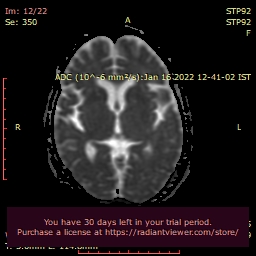 Im: 12/22
Se: 350
A
STP92
STP92
F
ADC (10^-6 mm²/s):Jan 16 2022 12-41-02 IST
R
L
You have 30 days left in your trial period.
Purchase a license at https://radiantviewer.com/store/